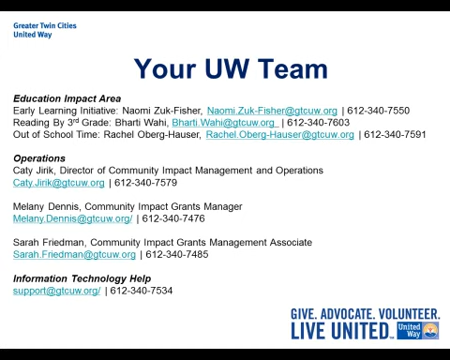 Greater Twin Cities
United Way
Your UW Team
Education Impact Area
Early Learning Initiative: Naomi Zuk-Fisher, Naomi.Zuk-Fisher@gtcuw.org | 612-340-7550
Reading By 3rd Grade: Bharti Wahi, Bharti.Wahi@gtcuw.org | 612-340-7603
Out of School Time: Rachel Oberg-Hauser, Rachel.Oberg-Hauser@gtcuw.org | 612-340-7591
Operations
Caty Jirik, Director of Community Impact Management and Operations
Caty.Jirik@gtcuw.org | 612-340-7579
Melany Dennis, Community Impact Grants Manager
Melany.Dennis@gtcuw.org/ | 612-340-7476
Sarah Friedman, Community Impact Grants Management Associate
Sarah.Friedman@gtcuw.org | 612-340-7485
Information Technology Help
support@gtcuw.org/ | 612-340-7534
GIVE. ADVOCATE. VOLUNTEER.
LIVE UNITED
United
Way